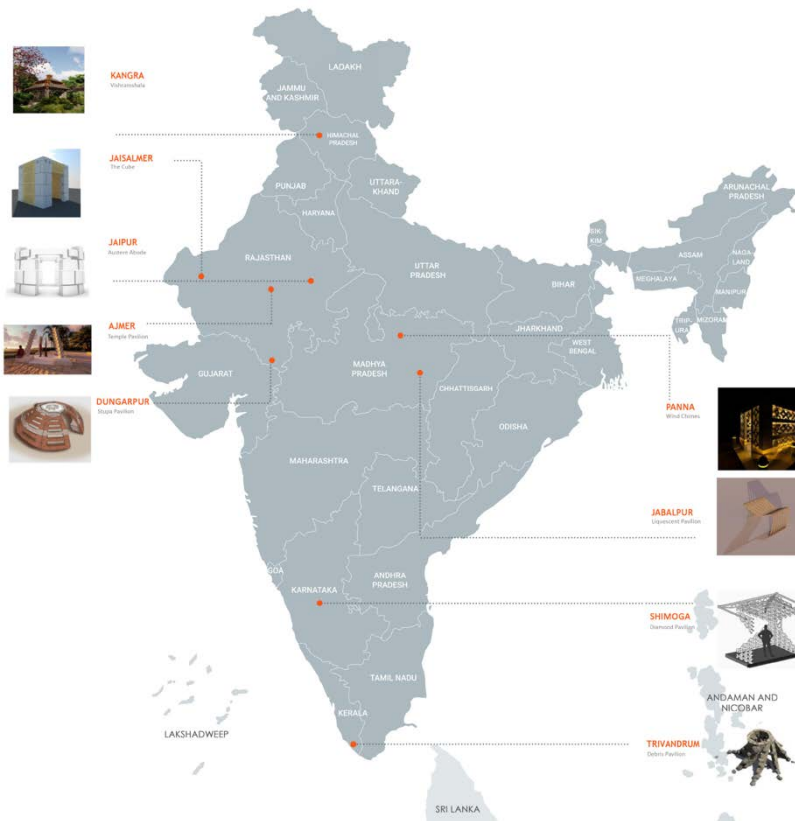 KANGRA
Vishramshala
JAISALMER
The Cube
JAIPUR
Austere Abode
AJMER
Temple Pavilion
DUNGARPUR
Stupa Pavilion
LADAKH
JAMMU
AND KASHMIR
HIMACHAL
PRADESH
PUNJAB
UTTARA-
KHAND
HARYANA
RAJASTHAN
UTTAR
PRADESH
BIHAR
SIK-
KIM
ARUNACHAL
PRADESH
ASSAM
NAGA-
LAND
MEGHALAYA
MANIPUR
TRIP-
URA
MIZORAM
JHARKHAND
WEST
BENGAL
GUJARAT
MADHYA
PRADESH
CHHATTISGARH
ODISHA
MAHARASHTRA
TELANGANA
GOA
KARNATAKA
ANDHRA
PRADESH
TAMIL NADU
KERALA
LAKSHADWEEP
SRI LANKA
PANNA
Wind Chimes
JABALPUR
Liquescent Pavilion
SHIMOGA
Diamond Pavilion
ANDAMAN AND
NICOBAR
TRIVANDRUM
Debris Pavilion